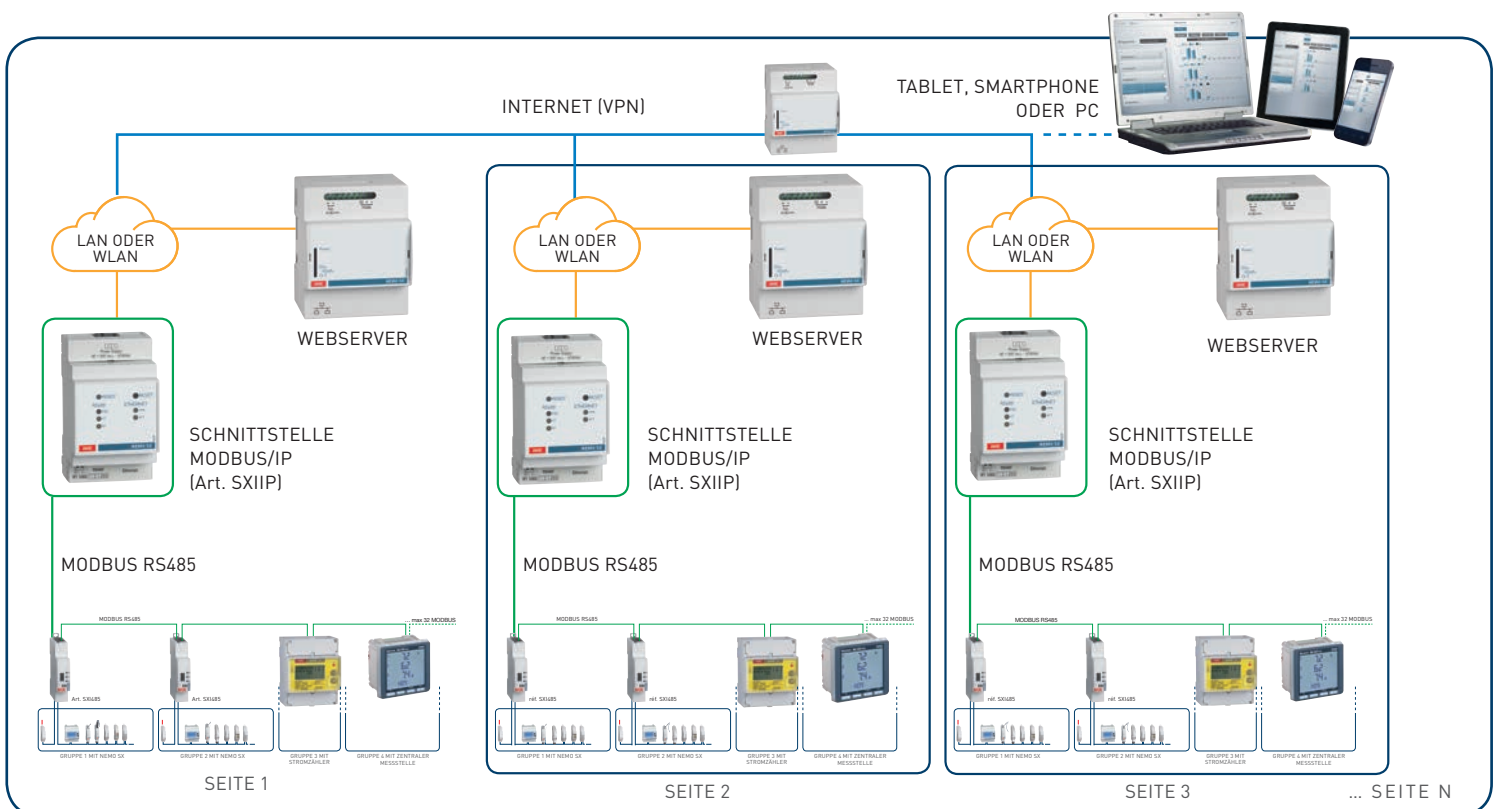 INTERNET (VPN)
TABLET, SMARTPHONE
ODER PC
LAN ODER
WLAN
WEBSERVER
SCHNITTSTELLE
MODBUS/IP
(Art. SXIIP)
MODBUS RS485
MODBUS RS485
... max 32 MODBUS
Art. SXI485
Art. SXI485
GRUPPE 1 MIT NEMO SX
GRUPPE 2 MIT NEMO SX
GRUPPE 3 MIT
STROMZÄHLER
GRUPPE 4 MIT ZENTRALER
MESSSTELLE
SEITE 1
LAN ODER
WLAN
WEBSERVER
SCHNITTSTELLE
MODBUS/IP
(Art. SXIIP)
MODBUS RS485
MODBUS RS485
... max 32 MODBUS
réf. SXI485
réf. SXI485
GRUPPE 1 MIT NEMO SX
GRUPPE 2 MIT NEMO SX
GRUPPE 3 MIT
STROMZÄHLER
GRUPPE 4 MIT ZENTRALER
MESSSTELLE
SEITE 2
LAN ODER
WLAN
WEBSERVER
SCHNITTSTELLE
MODBUS/IP
(Art. SXIIP)
MODBUS RS485
MODBUS RS485
... max 32 MODBUS
réf. SXI485
réf. SXI485
GRUPPE 1 MIT NEMO SX
GRUPPE 2 MIT NEMO SX
GRUPPE 3 MIT
STROMZÄHLER
GRUPPE 4 MIT ZENTRALER
MESSSTELLE
SEITE 3
... SEITE N